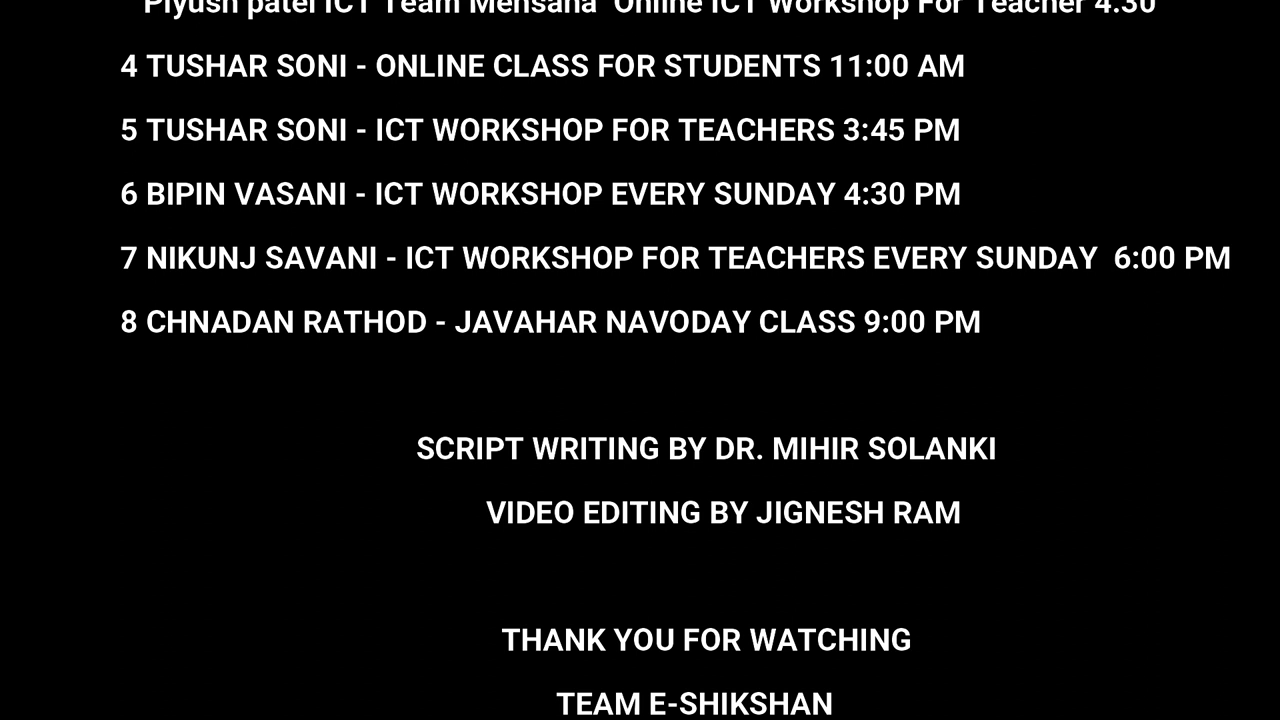 Piyush patel ICT Team Mehsana Online ICT Workshop For Teacher 4:30
4 TUSHAR SONI - ONLINE CLASS FOR STUDENTS 11:00 AM
5 TUSHAR SONI - ICT WORKSHOP FOR TEACHERS 3:45 PM
6 BIPIN VASANI - ICT WORKSHOP EVERY SUNDAY 4:30 PM
7 NIKUNJ SAVANI - ICT WORKSHOP FOR TEACHERS EVERY SUNDAY 6:00 PM
8 CHNADAN RATHOD - JAVAHAR NAVODAY CLASS 9:00 PM
SCRIPT WRITING BY DR. MIHIR SOLANKI
VIDEO EDITING BY JIGNESH RAM
THANK YOU FOR WATCHING
TEAM E-SHIKSHAN